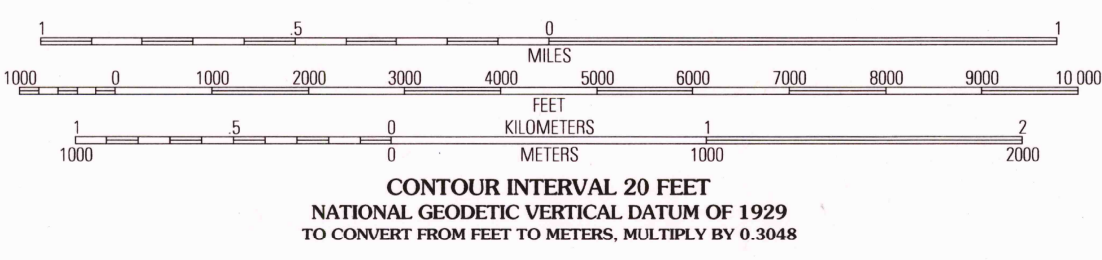 1 .5 0 1
MILES
1000 0 1000 2000 3000 4000 5000 6000 7000 8000 9000 10 000
FEET
1 .5 0 KILOMETERS 1 2
1000 0 METERS 1000 2000
CONTOUR INTERVAL 20 FEET
NATIONAL GEODETIC VERTICAL DATUM OF 1929
TO CONVERT FROM FEET TO METERS, MULTIPLY BY 0.3048